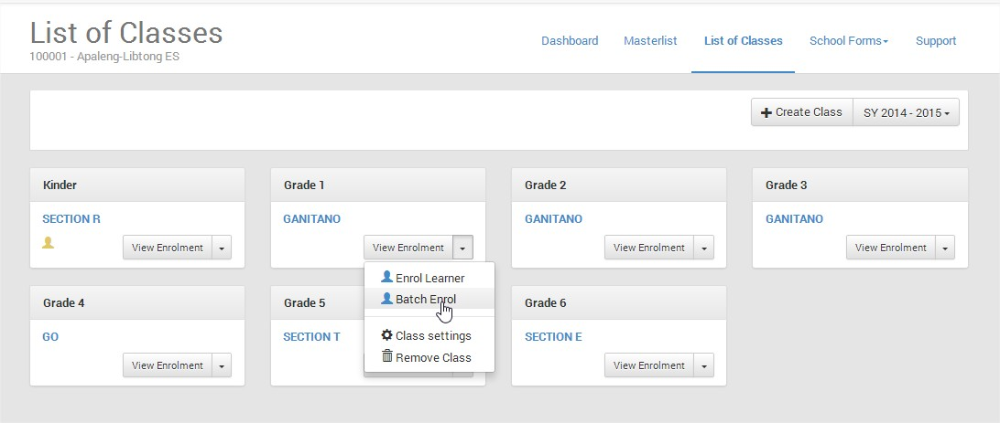 List of Classes
100001 - Apaleng-Libtong ES
Dashboard
Masterlist
List of Classes
School Forms
Support
Create Class
SY 2014 - 2015
Kinder
SECTION R
View Enrolment
Grade 1
GANITANO
View Enrolment
Enrol Learner
Batch Enrol
Class settings
Remove Class
Grade 2
GANITANO
View Enrolment
Grade 3
GANITANO
View Enrolment
Grade 4
GO
View Enrolment
Grade 5
SECTION T
Grade 6
SECTION E
View Enrolment